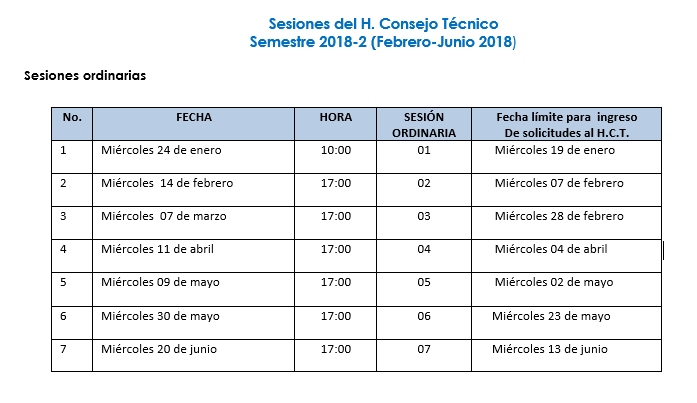 Sesiones del H. Consejo Técnico
Semestre 2018-2 (Febrero-Junio 2018)
Sesiones ordinarias
No. FECHA HORA SESIÓN ORDINARIA Fecha límite para ingreso De solicitudes al H.C.T.
1 Miércoles 24 de enero 10:00 01 Miércoles 19 de enero
2 Miércoles 14 de febrero 17:00 02 Miércoles 07 de febrero
3 Miércoles 07 de marzo 17:00 03 Miércoles 28 de febrero
4 Miércoles 11 de abril 17:00 04 Miércoles 04 de abril
5 Miércoles 09 de mayo 17:00 05 Miércoles 02 de mayo
6 Miércoles 30 de mayo 17:00 06 Miércoles 23 de mayo
7 Miércoles 20 de junio 17:00 07 Miércoles 13 de junio